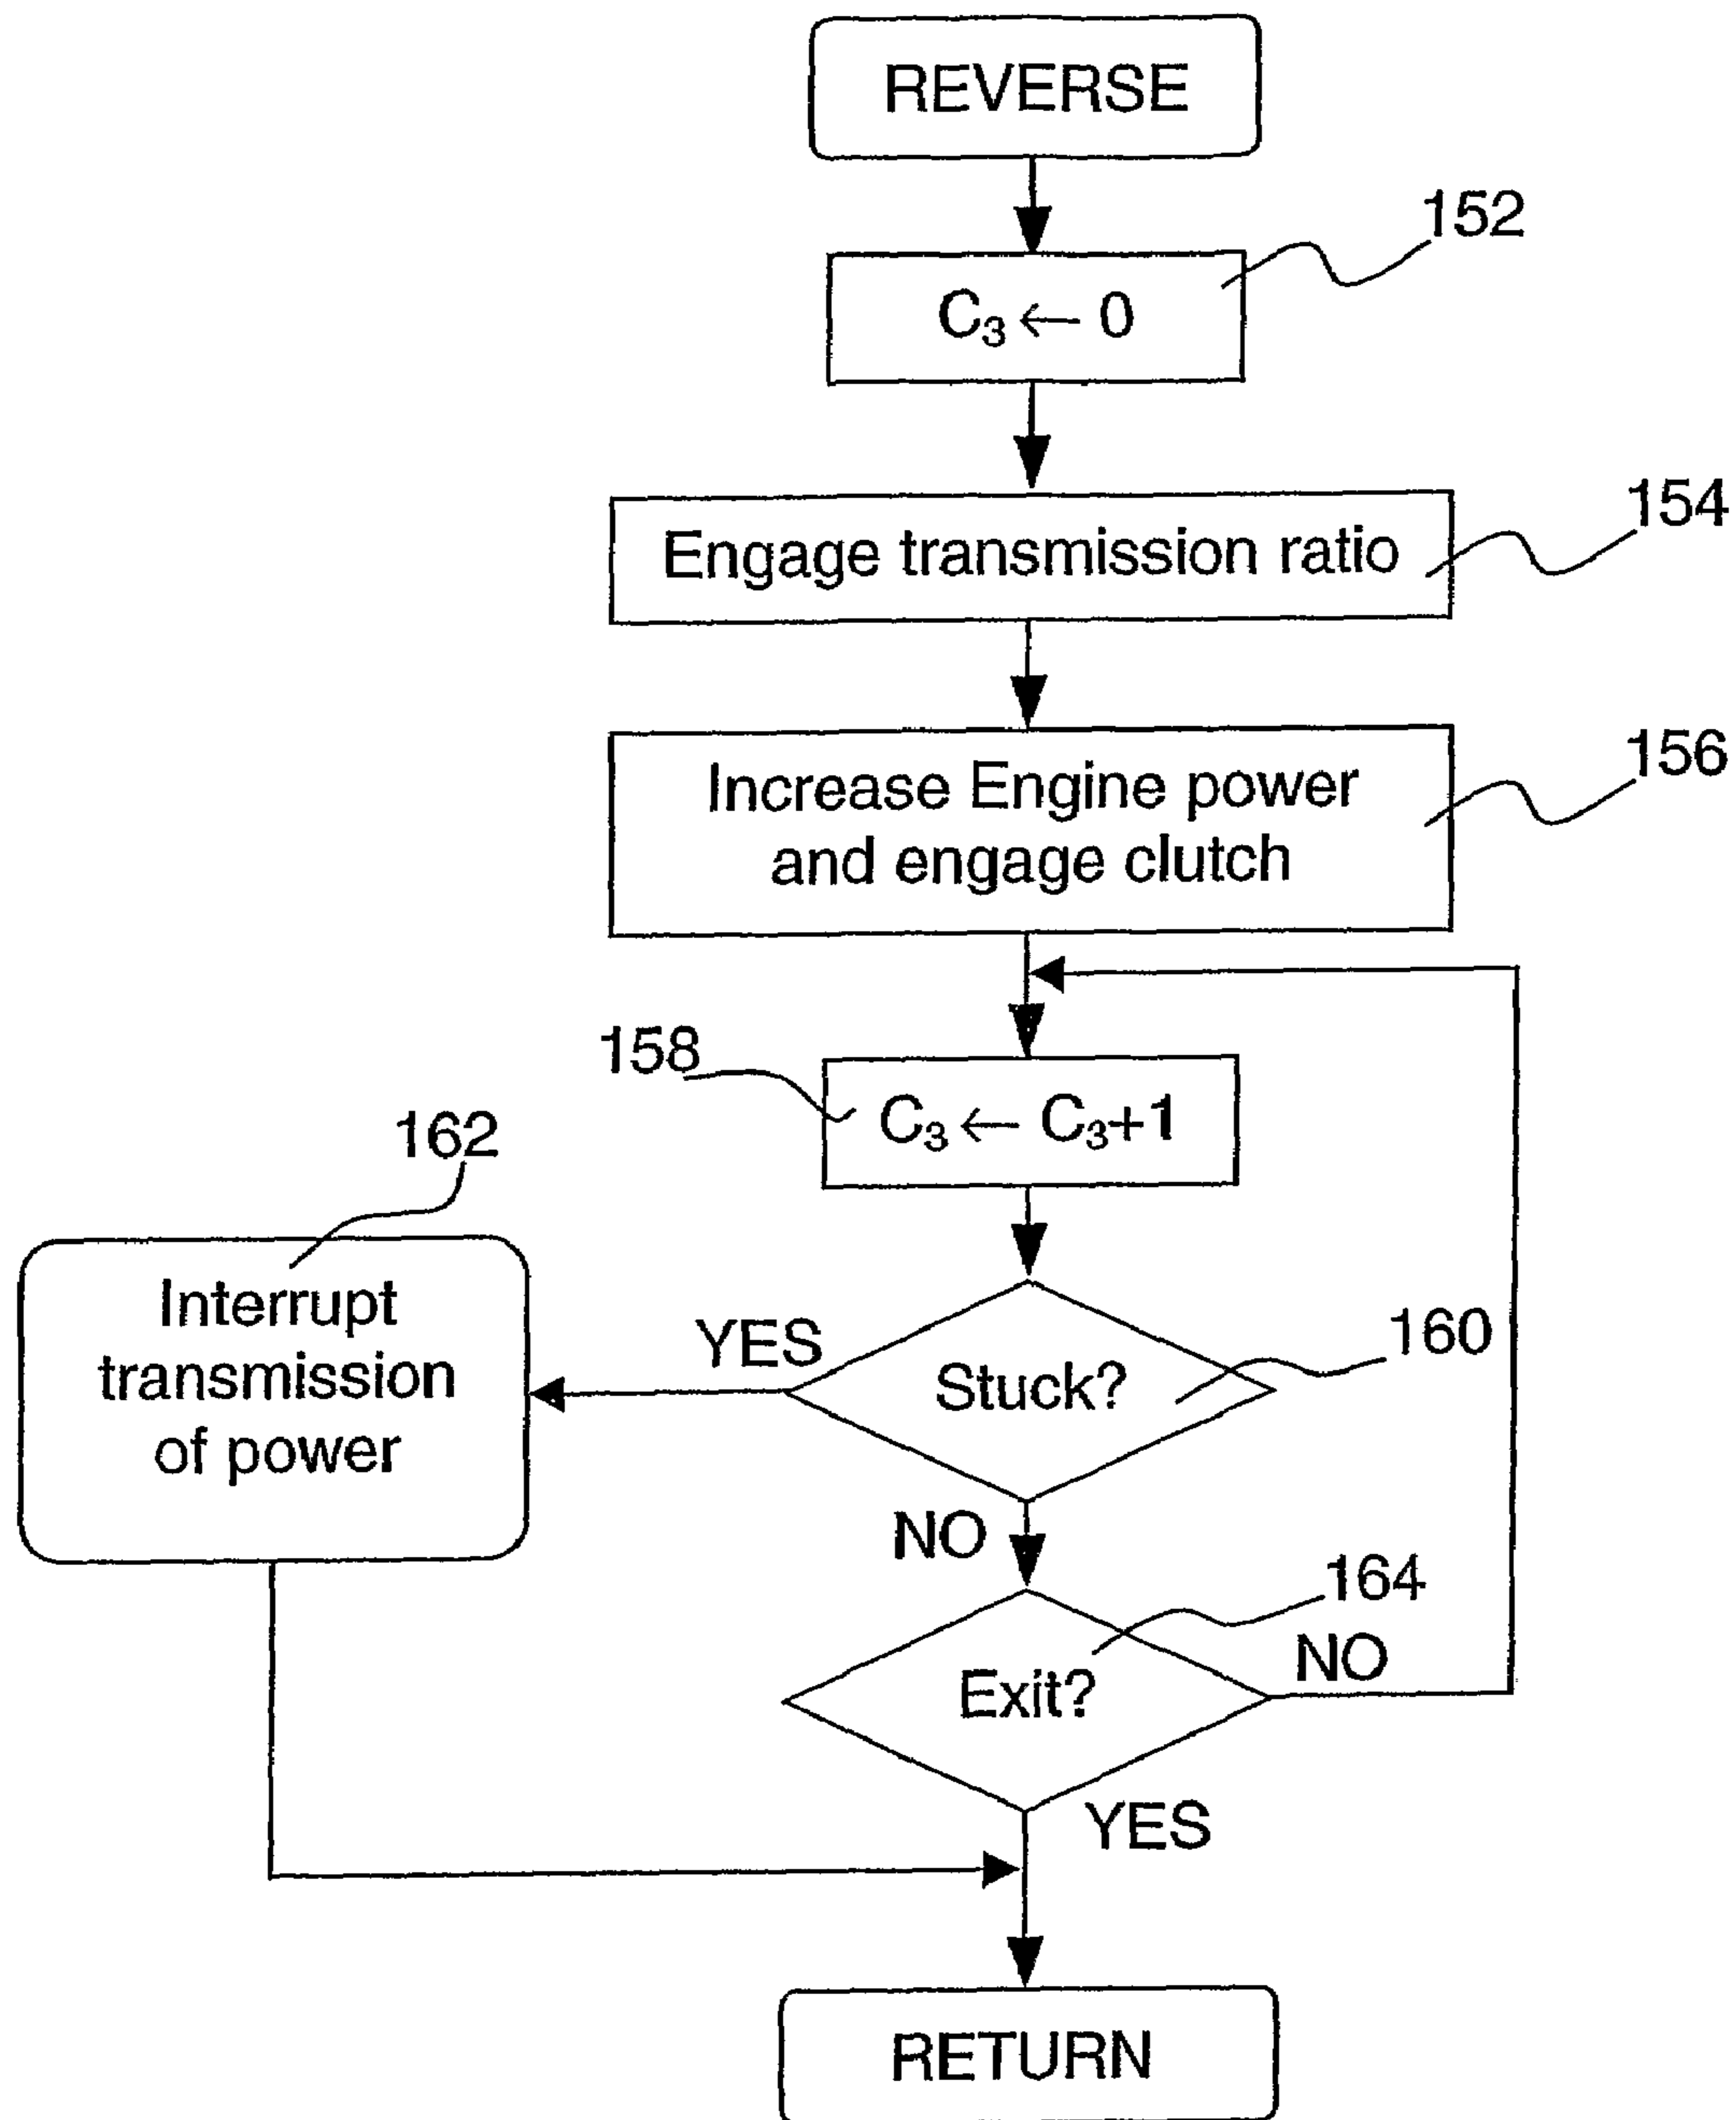 REVERSE
152
C₃ ← 0
154
Engage transmission ratio
156
Increase Engine power
and engage clutch
158
C₃ ← C₃+1
162
Interrupt
transmission
of power
YES
160
Stuck?
NO
164
Exit?
NO
YES
RETURN